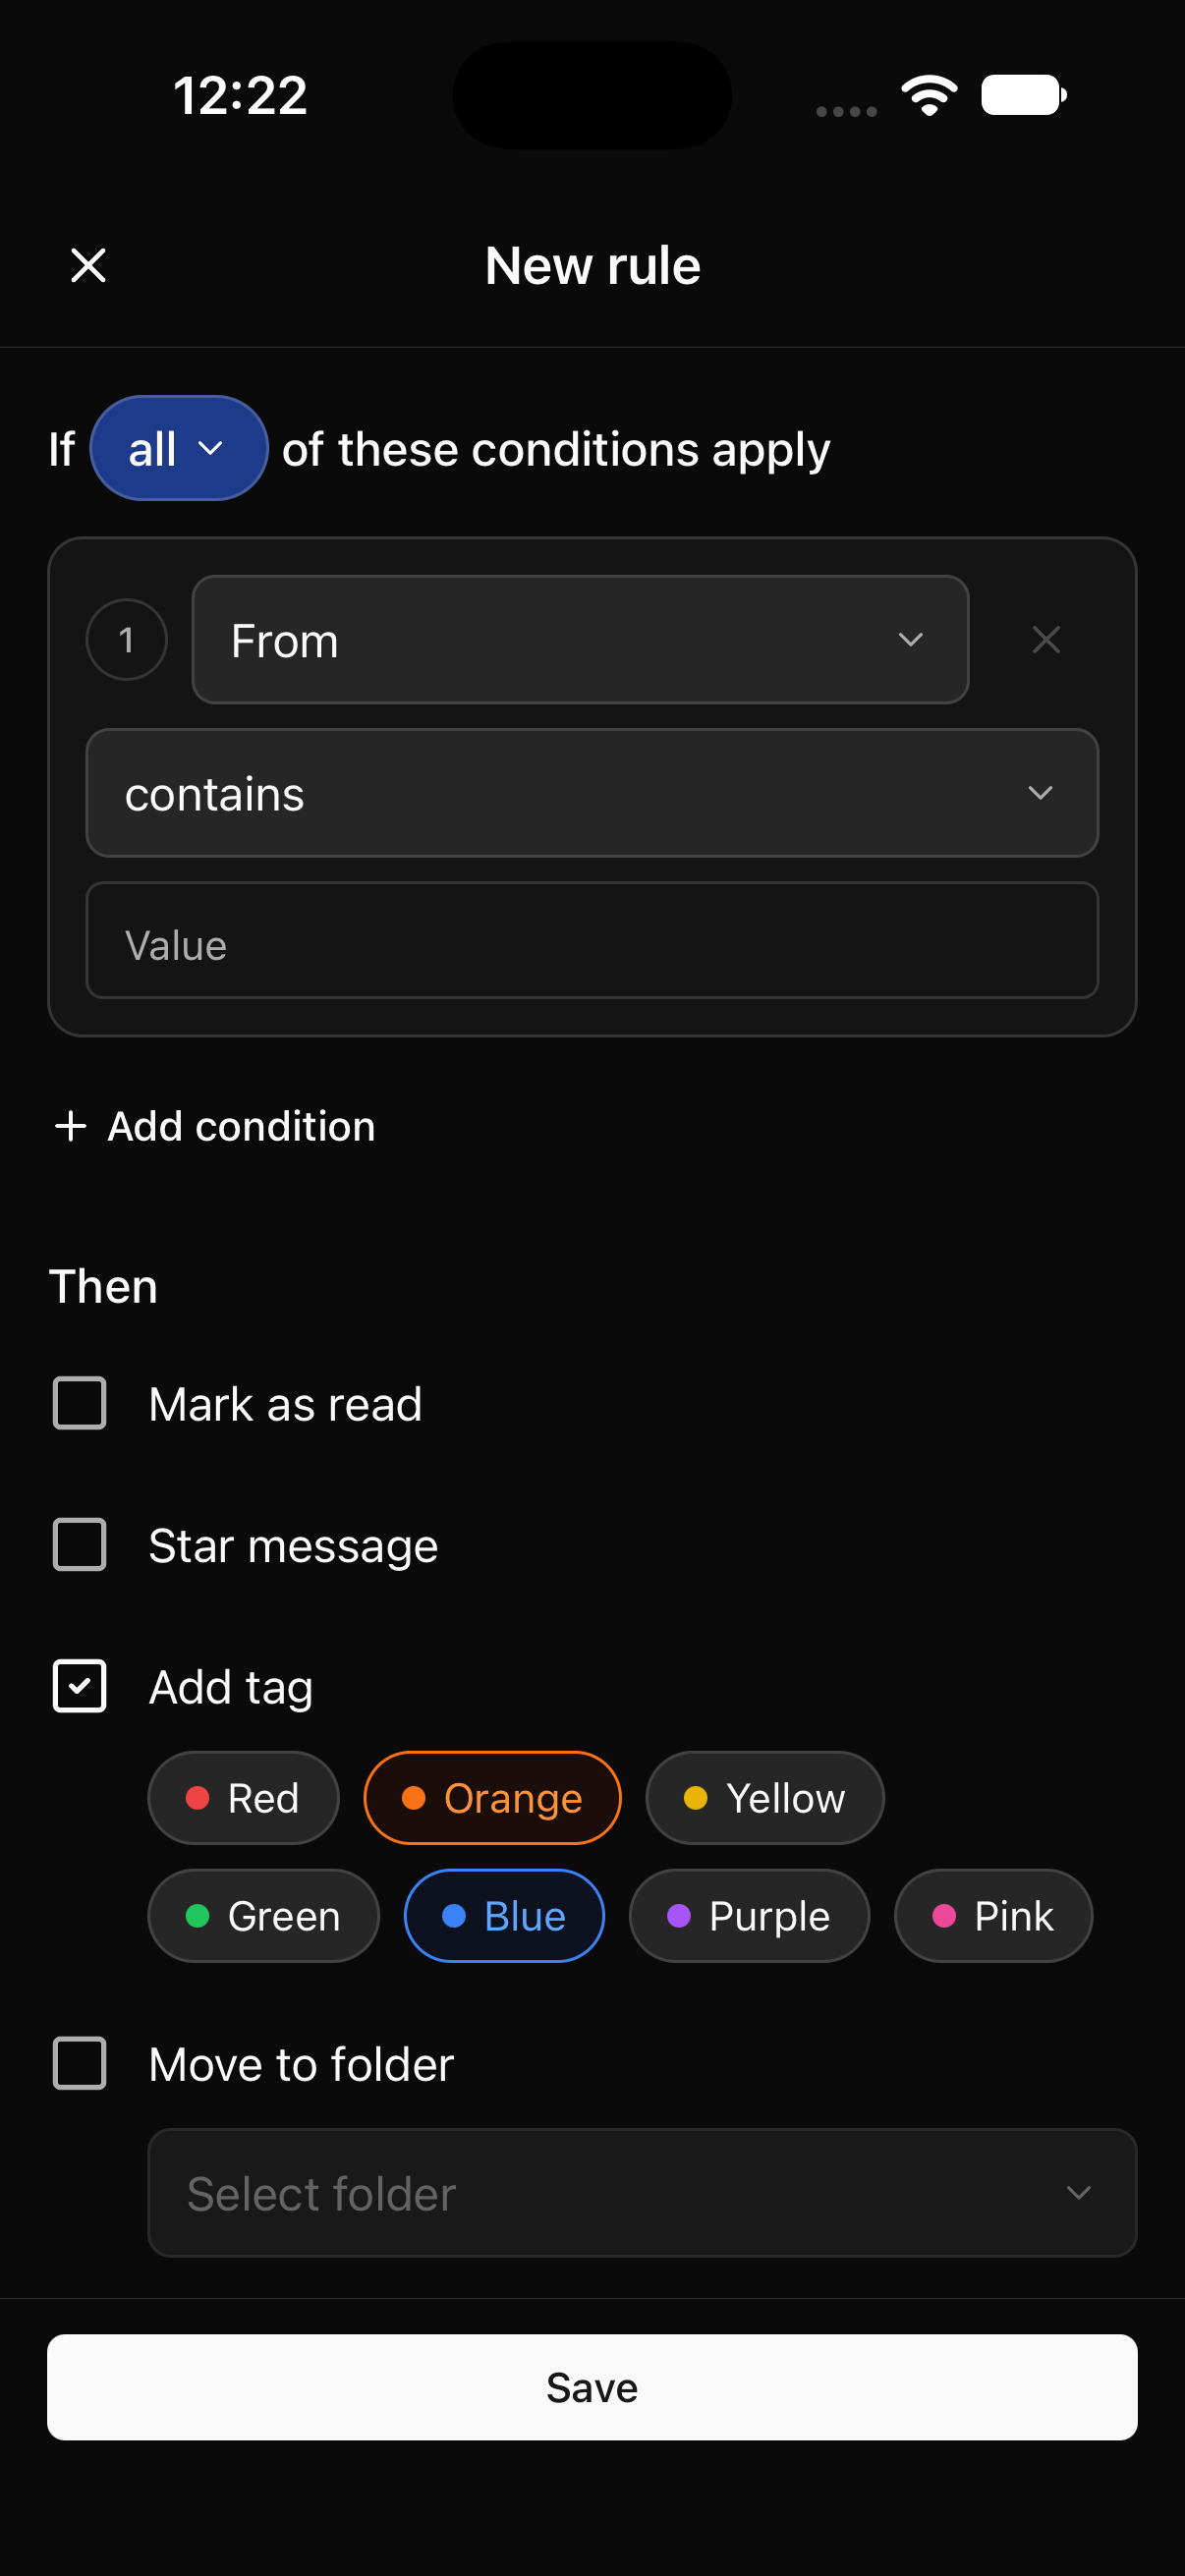 12:22
New rule
If all of these conditions apply
1 From
contains
Value
Add condition
Then
Mark as read
Star message
Add tag
Red Orange Yellow
Green Blue Purple Pink
Move to folder
Select folder
Save